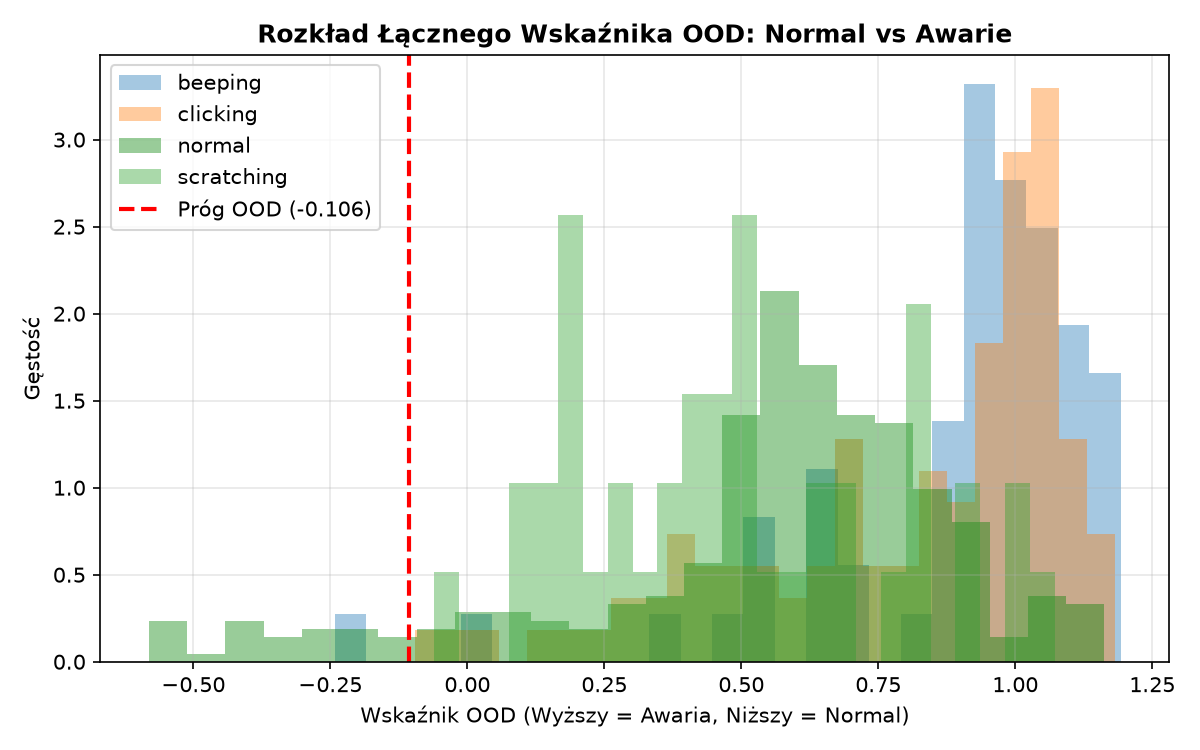 Rozkład Łącznego Wskaźnika OOD: Normal vs Awarie
beeping
clicking
normal
scratching
Próg OOD (-0.106)
Gęstość
3.0
2.5
2.0
1.5
1.0
0.5
0.0
−0.50 −0.25 0.00 0.25 0.50 0.75 1.00 1.25
Wskaźnik OOD (Wyższy = Awaria, Niższy = Normal)